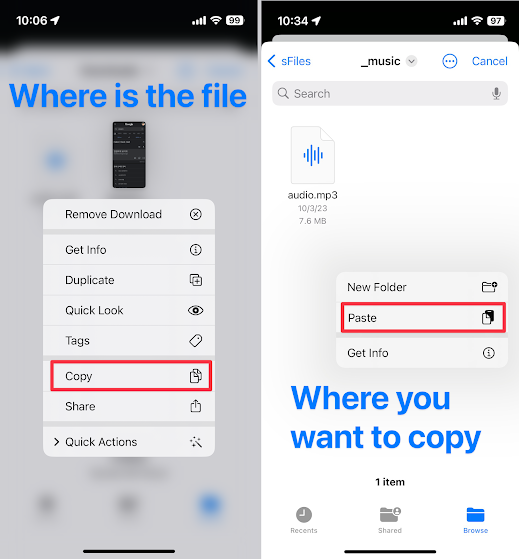 10:06
99
Where is the file
Remove Download
Get Info
Duplicate
Quick Look
Tags
Copy
Share
Quick Actions
10:34
97
sFiles
_music
Cancel
Search
audio.mp3
10/3/23
7.6 MB
New Folder
Paste
Get Info
Where you
want to copy
1 item
Recents
Shared
Browse